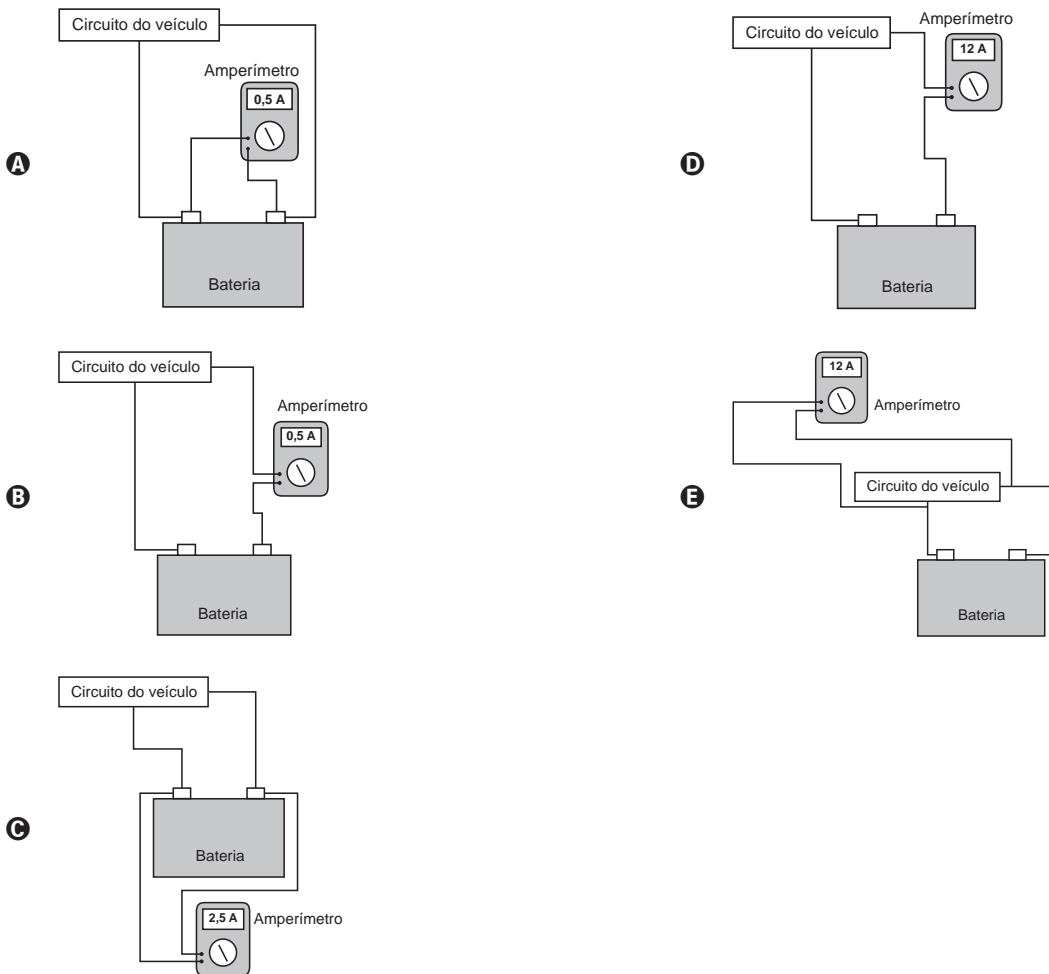 A
Circuito do veículo
Amperímetro
0,5 A
Bateria
B
Circuito do veículo
Amperímetro
0,5 A
Bateria
C
Circuito do veículo
Bateria
2,5 A
Amperímetro
D
Amperímetro
Circuito do veículo
12 A
Bateria
E
12 A
Amperímetro
Circuito do veículo
Bateria